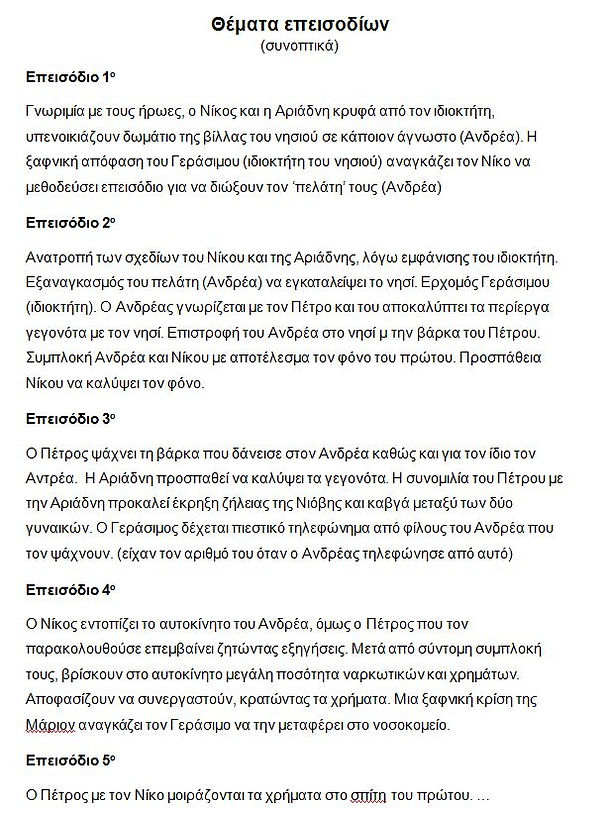 Θέματα επεισοδίων
(συνοπτικά)
Επεισόδιο 1ο
Γνωριμία με τους ήρωες, ο Νίκος και η Αριάδνη κρυφά από τον ιδιοκτήτη,
υπενοικιάζουν δωμάτιο της βίλλας του νησιού σε κάποιον άγνωστο (Ανδρέα). Η
ξαφνική απόφαση του Γεράσιμου (ιδιοκτήτη του νησιού) αναγκάζει τον Νίκο να
μεθοδεύσει επεισόδιο για να διώξουν τον ‘πελάτη’ τους (Ανδρέα)
Επεισόδιο 2ο
Ανατροπή των σχεδίων του Νίκου και της Αριάδνης, λόγω εμφάνισης του ιδιοκτήτη.
Εξαναγκασμός του πελάτη (Ανδρέα) να εγκαταλείψει το νησί. Ερχομός Γεράσιμου
(ιδιοκτήτη). Ο Ανδρέας γνωρίζεται με τον Πέτρο και του αποκαλύπτει τα περίεργα
γεγονότα με τον νησί. Επιστροφή του Ανδρέα στο νησί μ την βάρκα του Πέτρου.
Συμπλοκή Ανδρέα και Νίκου με αποτέλεσμα τον φόνο του πρώτου. Προσπάθεια
Νίκου να καλύψει τον φόνο.
Επεισόδιο 3ο
Ο Πέτρος ψάχνει τη βάρκα που δάνεισε στον Ανδρέα καθώς και για τον ίδιο τον
Αντρέα. Η Αριάδνη προσπαθεί να καλύψει τα γεγονότα. Η συνομιλία του Πέτρου με
την Αριάδνη προκαλεί έκρηξη ζήλειας της Νιόβης και καβγά μεταξύ των δύο
γυναικών. Ο Γεράσιμος δέχεται πιεστικό τηλεφώνημα από φίλους του Ανδρέα που
τον ψάχνουν. (είχαν τον αριθμό του όταν ο Ανδρέας τηλεφώνησε από αυτό)
Επεισόδιο 4ο
Ο Νίκος εντοπίζει το αυτοκίνητο του Ανδρέα, όμως ο Πέτρος που τον
παρακολουθούσε επεμβαίνει ζητώντας εξηγήσεις. Μετά από σύντομη συμπλοκή
τους, βρίσκουν στο αυτοκίνητο μεγάλη ποσότητα ναρκωτικών και χρημάτων.
Αποφασίζουν να συνεργαστούν, κρατώντας τα χρήματα. Μια ξαφνική κρίση της
Μάριον αναγκάζει τον Γεράσιμο να την μεταφέρει στο νοσοκομείο.
Επεισόδιο 5ο
Ο Πέτρος με τον Νίκο μοιράζονται τα χρήματα στο σπίτη του πρώτου. …